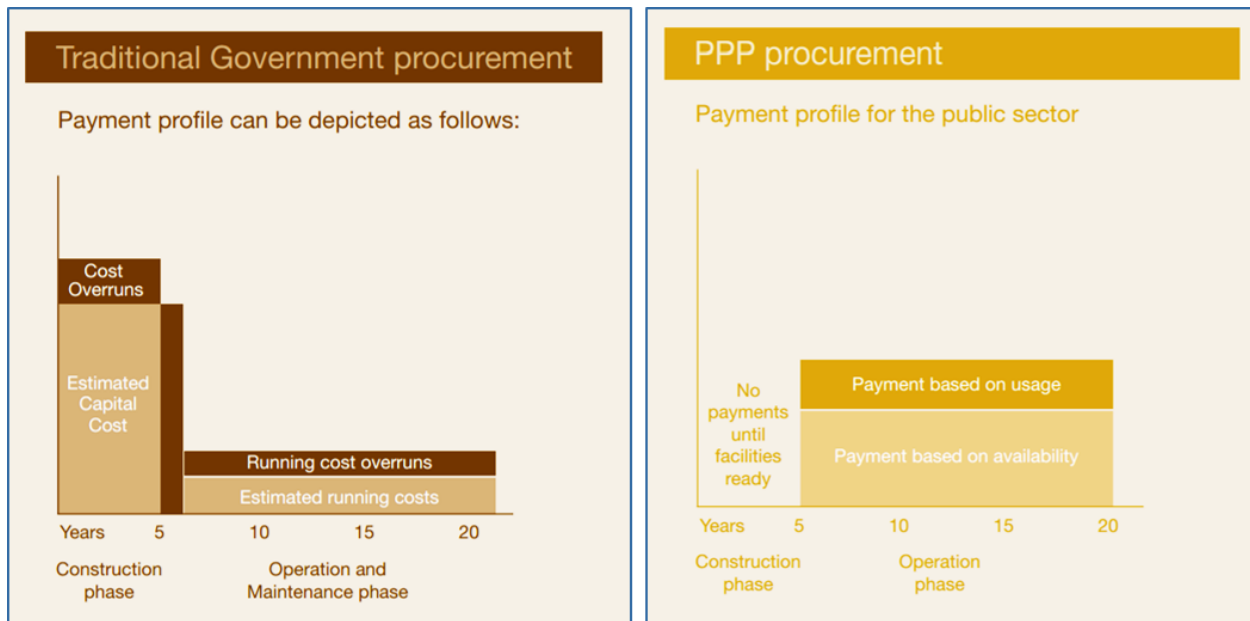 Traditional Government procurement
Payment profile can be depicted as follows:
Cost
Overruns
Estimated
Capital
Cost
Running cost overruns
Estimated running costs
Years 5 10 15 20
Construction
phase
Operation and
Maintenance phase
PPP procurement
Payment profile for the public sector
No
payments
until
facilities
ready
Payment based on usage
Payment based on availability
Years 5 10 15 20
Construction
phase
Operation
phase